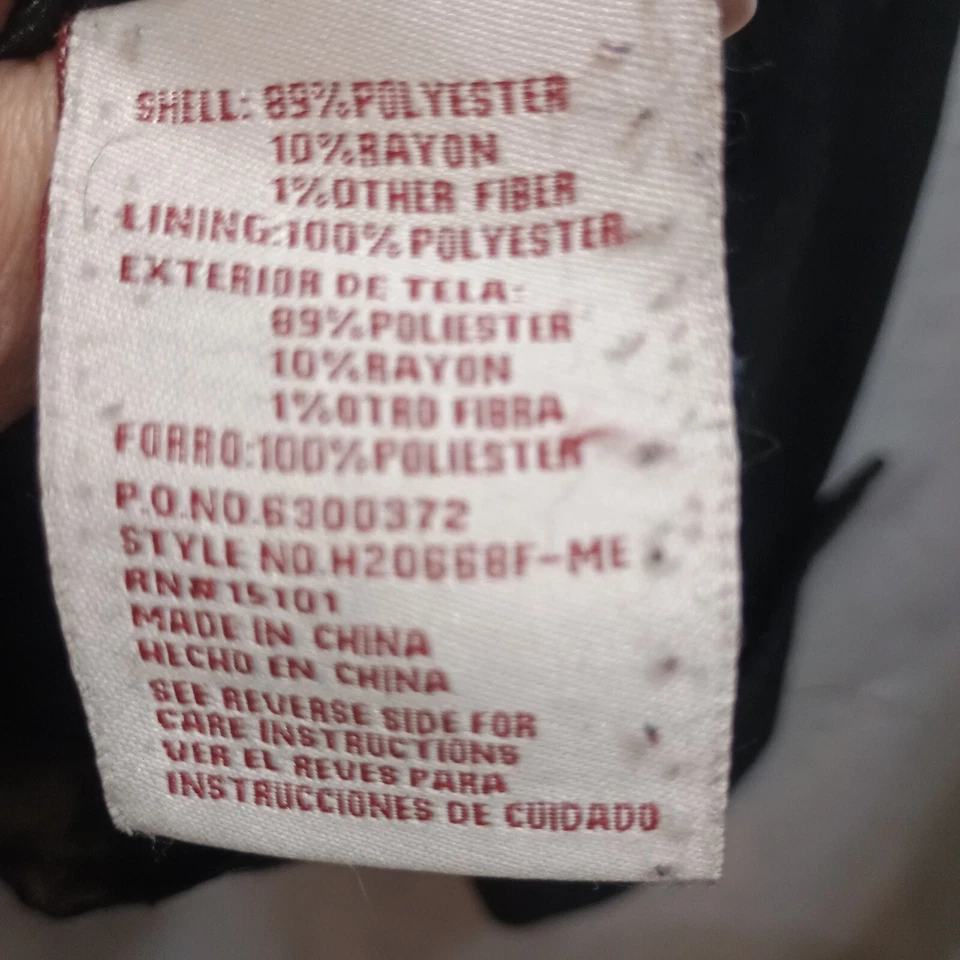 SHELL: 89%POLYESTER
10%RAYON
1%OTHER FIBER
LINING:100%POLYESTER
EXTERIOR DE TELA:
89%POLIESTER
10%RAYON
1%OTRO FIBRA
FORRO:100%POLIESTER
P.O.NO.6300372
STYLE NO.H20668F-ME
RN#15101
MADE IN CHINA
HECHO EN CHINA
SEE REVERSE SIDE FOR
CARE INSTRUCTIONS
VER EL REVES PARA
INSTRUCCIONES DE CUIDADO